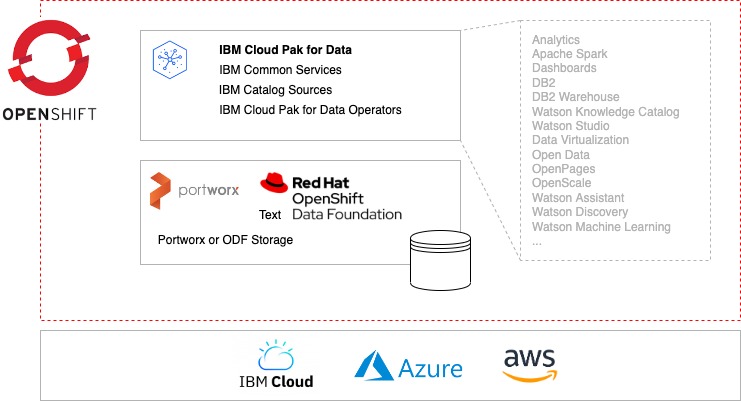 OPENSHIFT
IBM Cloud Pak for Data
IBM Common Services
IBM Catalog Sources
IBM Cloud Pak for Data Operators
Analytics
Apache Spark
Dashboards
DB2
DB2 Warehouse
Watson Knowledge Catalog
Watson Studio
Data Virtualization
Open Data
OpenPages
OpenScale
Watson Assistant
Watson Discovery
Watson Machine Learning
...
portworx
Red Hat
OpenShift
Data Foundation
Text
Portworx or ODF Storage
IBM Cloud
Azure
aws